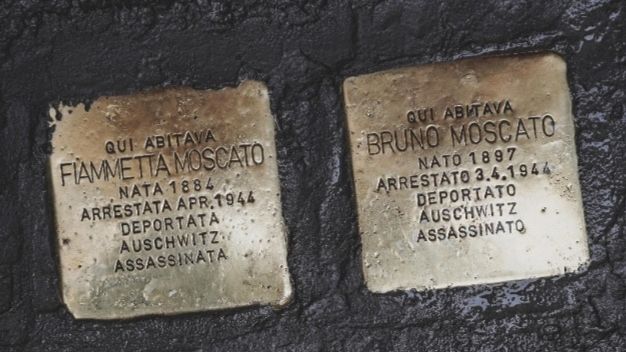 QUI ABITAVA
FIAMMETTA MOSCATO
NATA 1884
ARRESTATA APR.1944
DEPORTATA
AUSCHWITZ
ASSASSINATA
QUI ABITAVA
BRUNO MOSCATO
NATO 1897
ARRESTATO 3.4.1944
DEPORTATO
AUSCHWITZ
ASSASSINATO